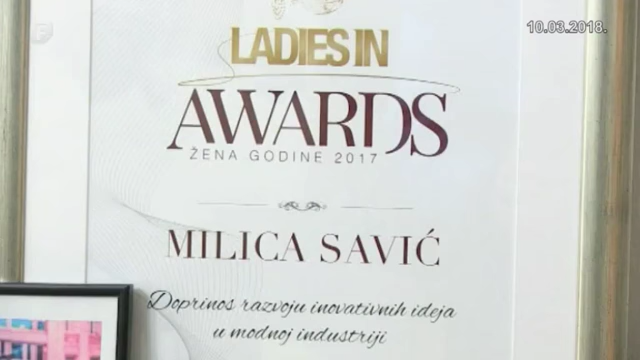 10.03.2018.
LADIES IN
AWARDS
ŽENA GODINE 2017
MILICA SAVIĆ
Doprinos razvoju inovativnih ideja
u modnoj industriji